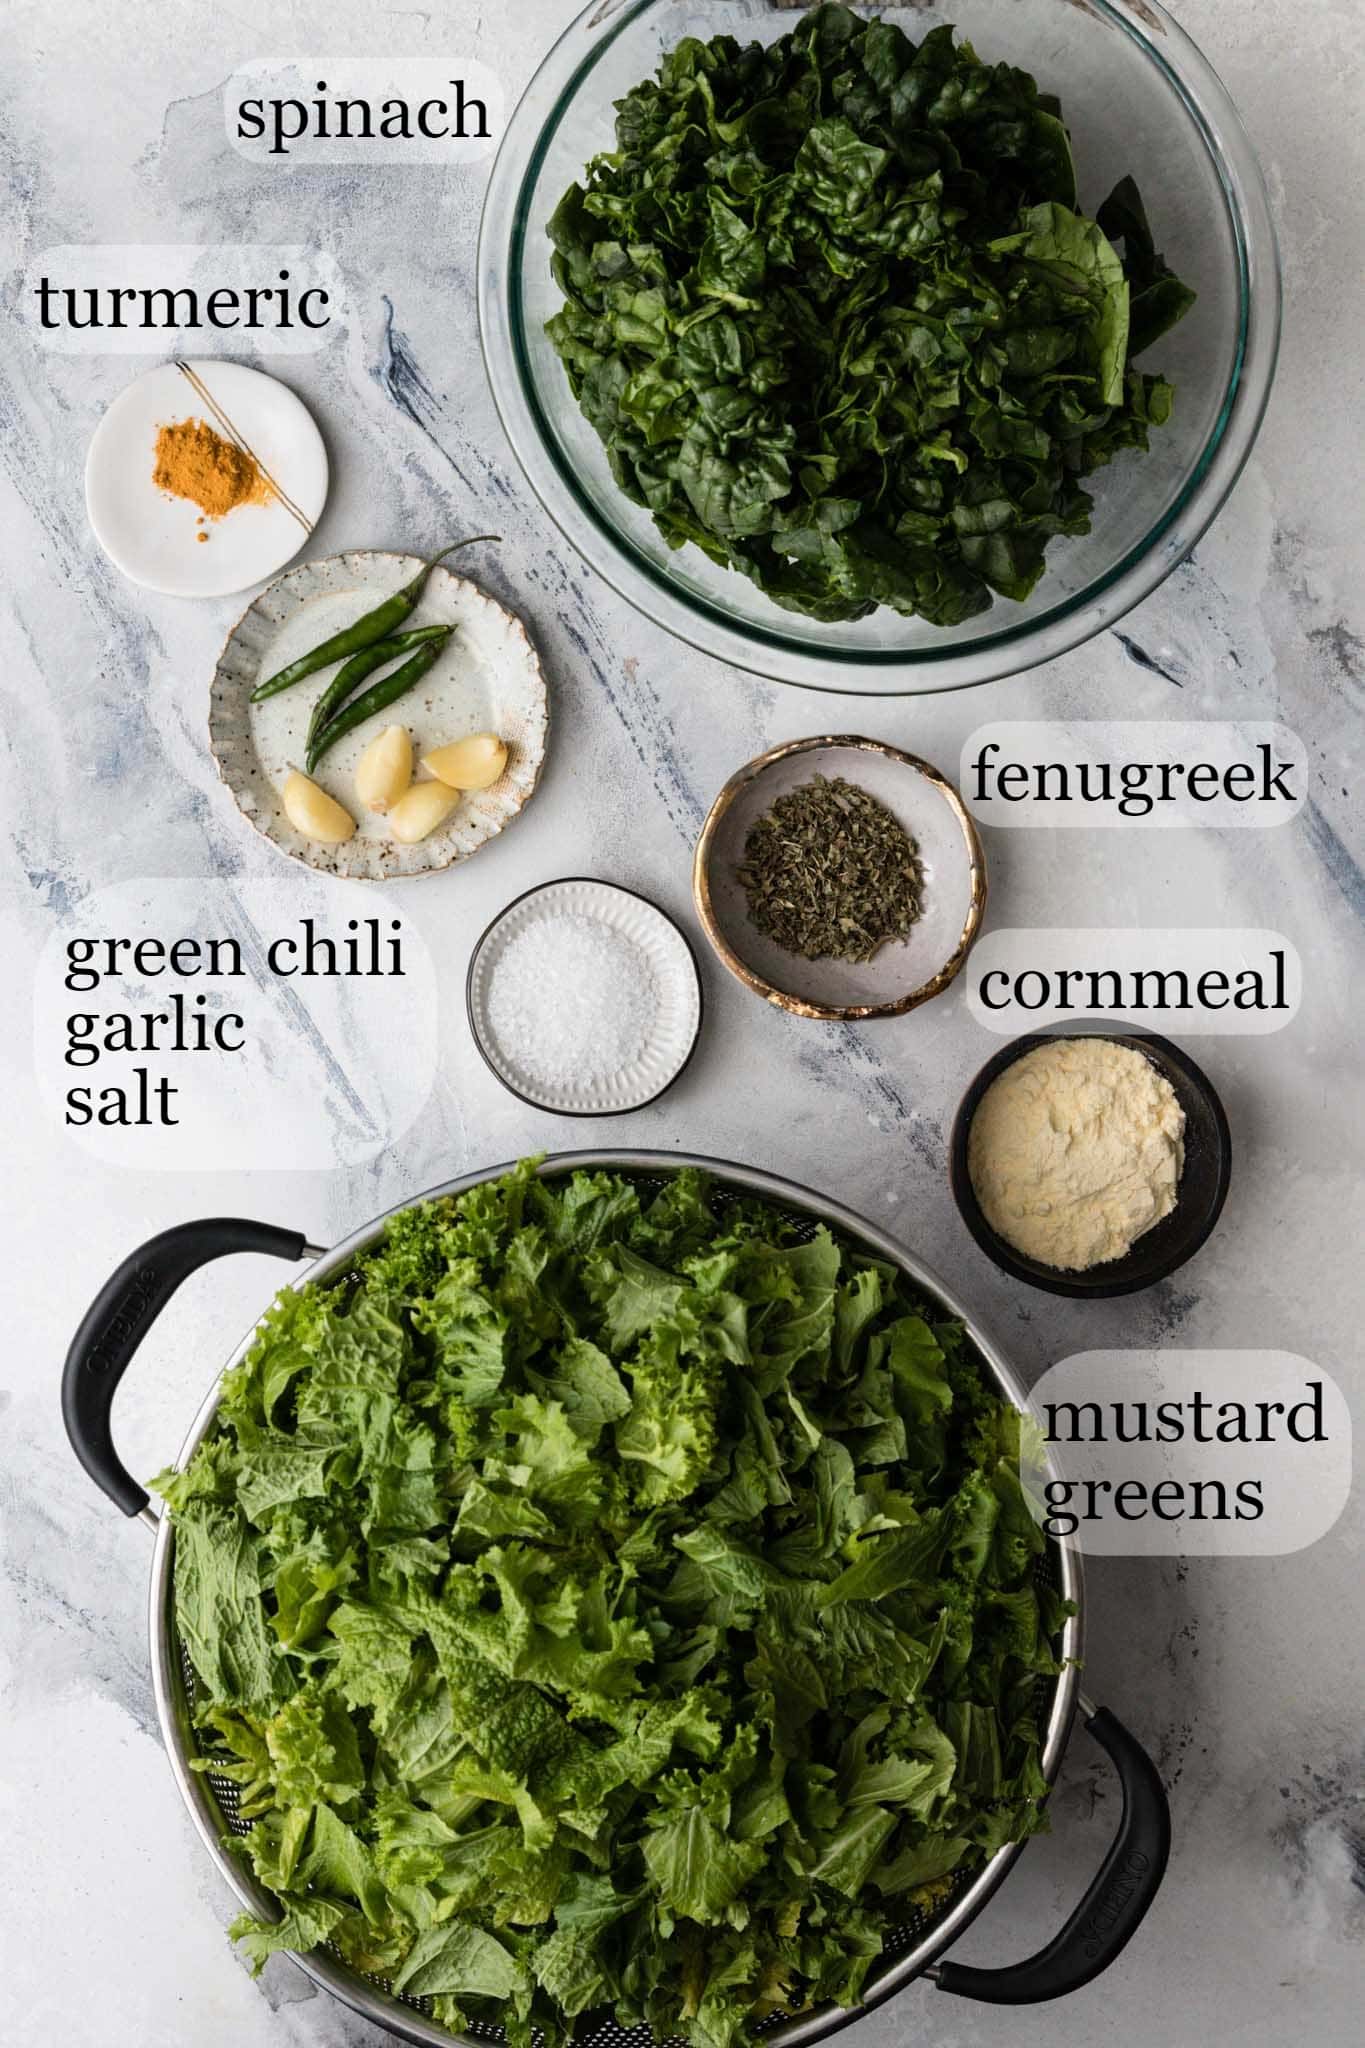 spinach
turmeric
fenugreek
green chili
garlic
salt
cornmeal
mustard
greens